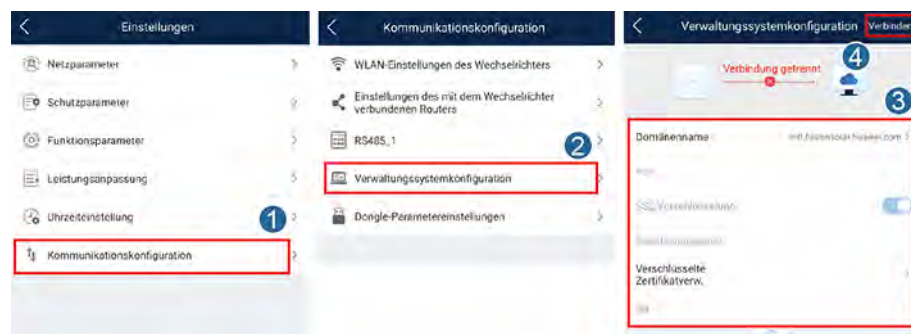 Einstellungen
Netzparameter
Schutzparameter
Funktionsparameter
Leistungsanpassung
Uhrzeiteinstellung
1
Kommunikationskonfiguration
Kommunikationskonfiguration
WLAN-Einstellungen des Wechselrichters
Einstellungen des mit dem Wechselrichter
verbundenen Routers
RS485_1
2
Verwaltungssystemkonfiguration
Dongle-Parametereinstellungen
Verwaltungssystemkonfiguration
Verbinden
4
Verbindung getrennt
3
Domänenname
Verschlüsselte
Zertifikatverw.